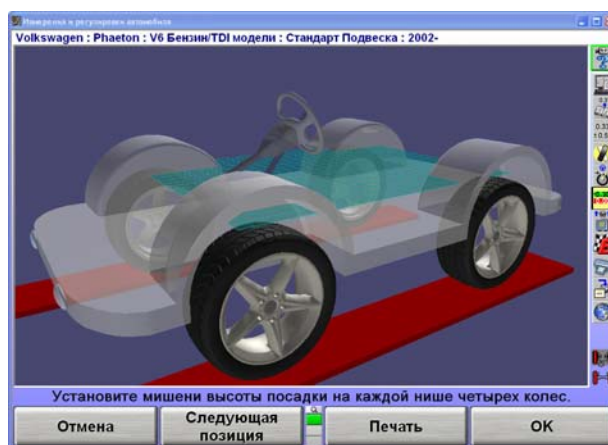 Измерения и регулировки автомобиля
Volkswagen : Phaeton : V6 Бензин/TDI модели : Стандарт Подвеска : 2002-
Установите мишени высоты посадки на каждой нише четырех колес.
Отмена
Следующая
позиция
Печать
OK